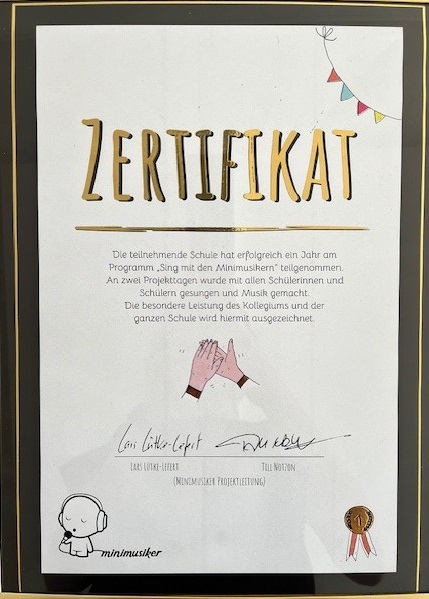 ZERTIFIKAT
Die teilnehmende Schule hat erfolgreich ein Jahr am
Programm „Sing mit den Minimusikern" teilgenommen.
An zwei Projekttagen wurde mit allen Schülerinnen und
Schülern gesungen und Musik gemacht.
Die besondere Leistung des Kollegiums und der
ganzen Schule wird hiermit ausgezeichnet.
Lars Lütke-Lefert
LARS LÜTKE-LEFERT TILL NOTZON
(MINIMUSIKER PROJEKTLEITUNG)
minimusiker
1